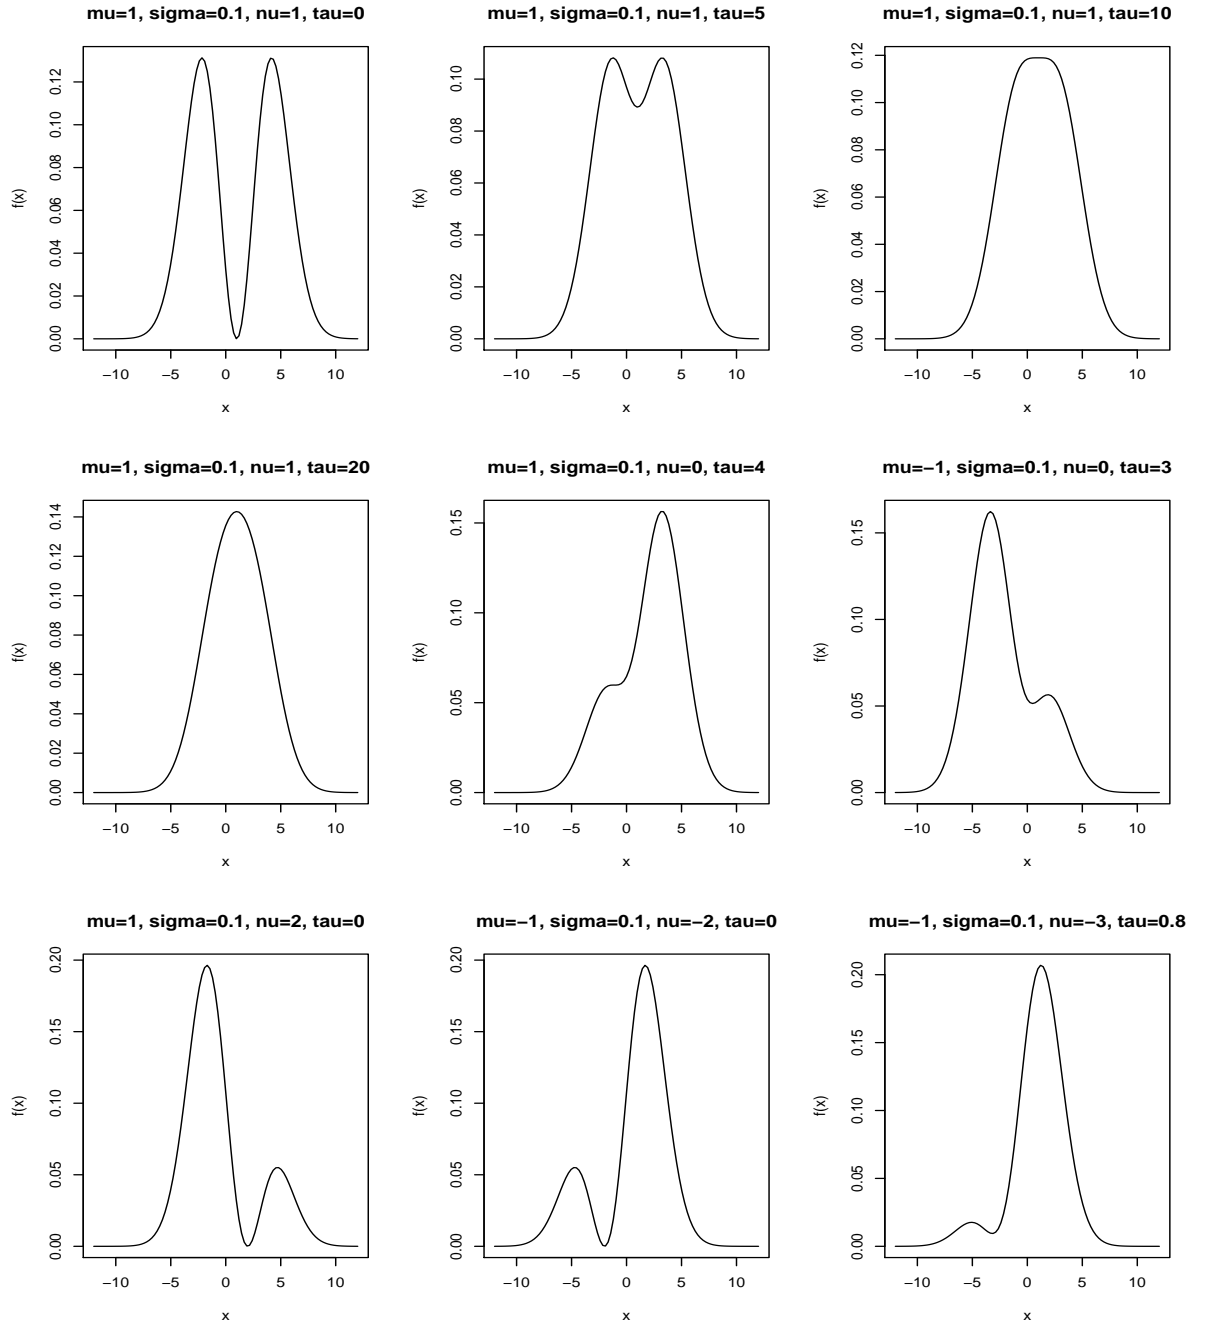 mu=1, sigma=0.1, nu=1, tau=0
mu=1, sigma=0.1, nu=1, tau=5
mu=1, sigma=0.1, nu=1, tau=10
f(x)
0.00 0.02 0.04 0.06 0.08 0.10 0.12
−10 −5 0 5 10
x
f(x)
0.00 0.02 0.04 0.06 0.08 0.10
−10 −5 0 5 10
x
f(x)
0.00 0.02 0.04 0.06 0.08 0.10 0.12
−10 −5 0 5 10
x
mu=1, sigma=0.1, nu=1, tau=20
mu=1, sigma=0.1, nu=0, tau=4
mu=−1, sigma=0.1, nu=0, tau=3
f(x)
0.00 0.02 0.04 0.06 0.08 0.10 0.12 0.14
−10 −5 0 5 10
x
f(x)
0.00 0.05 0.10 0.15
−10 −5 0 5 10
x
f(x)
0.00 0.05 0.10 0.15
−10 −5 0 5 10
x
mu=1, sigma=0.1, nu=2, tau=0
mu=−1, sigma=0.1, nu=−2, tau=0
mu=−1, sigma=0.1, nu=−3, tau=0.8
f(x)
0.00 0.05 0.10 0.15 0.20
−10 −5 0 5 10
x
f(x)
0.00 0.05 0.10 0.15 0.20
−10 −5 0 5 10
x
f(x)
0.00 0.05 0.10 0.15 0.20
−10 −5 0 5 10
x